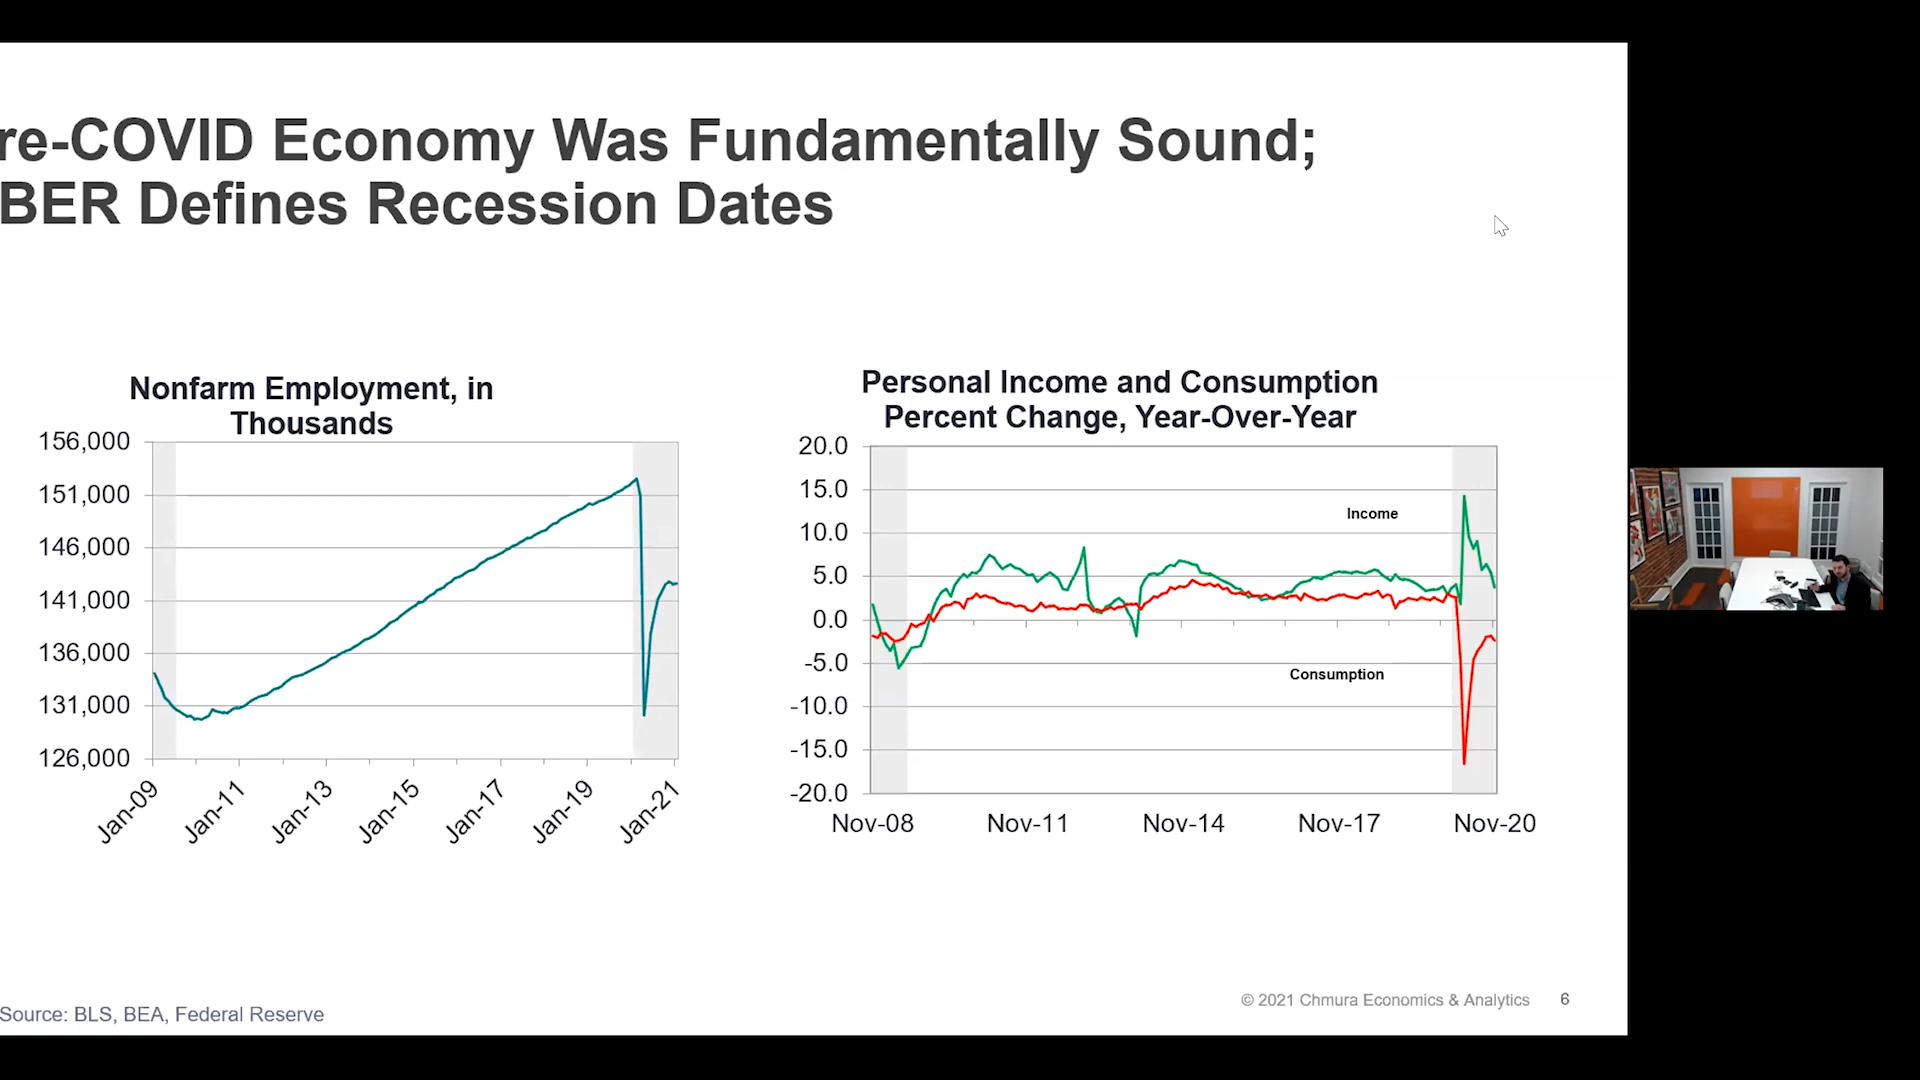 re-COVID Economy Was Fundamentally Sound;
BER Defines Recession Dates
Nonfarm Employment, in
Thousands
156,000
151,000
146,000
141,000
136,000
131,000
126,000
Jan-09
Jan-11
Jan-13
Jan-15
Jan-17
Jan-19
Jan-21
Personal Income and Consumption
Percent Change, Year-Over-Year
20.0
15.0
10.0
5.0
0.0
-5.0
-10.0
-15.0
-20.0
Income
Consumption
Nov-08
Nov-11
Nov-14
Nov-17
Nov-20
Source: BLS, BEA, Federal Reserve
© 2021 Chmura Economics & Analytics
6